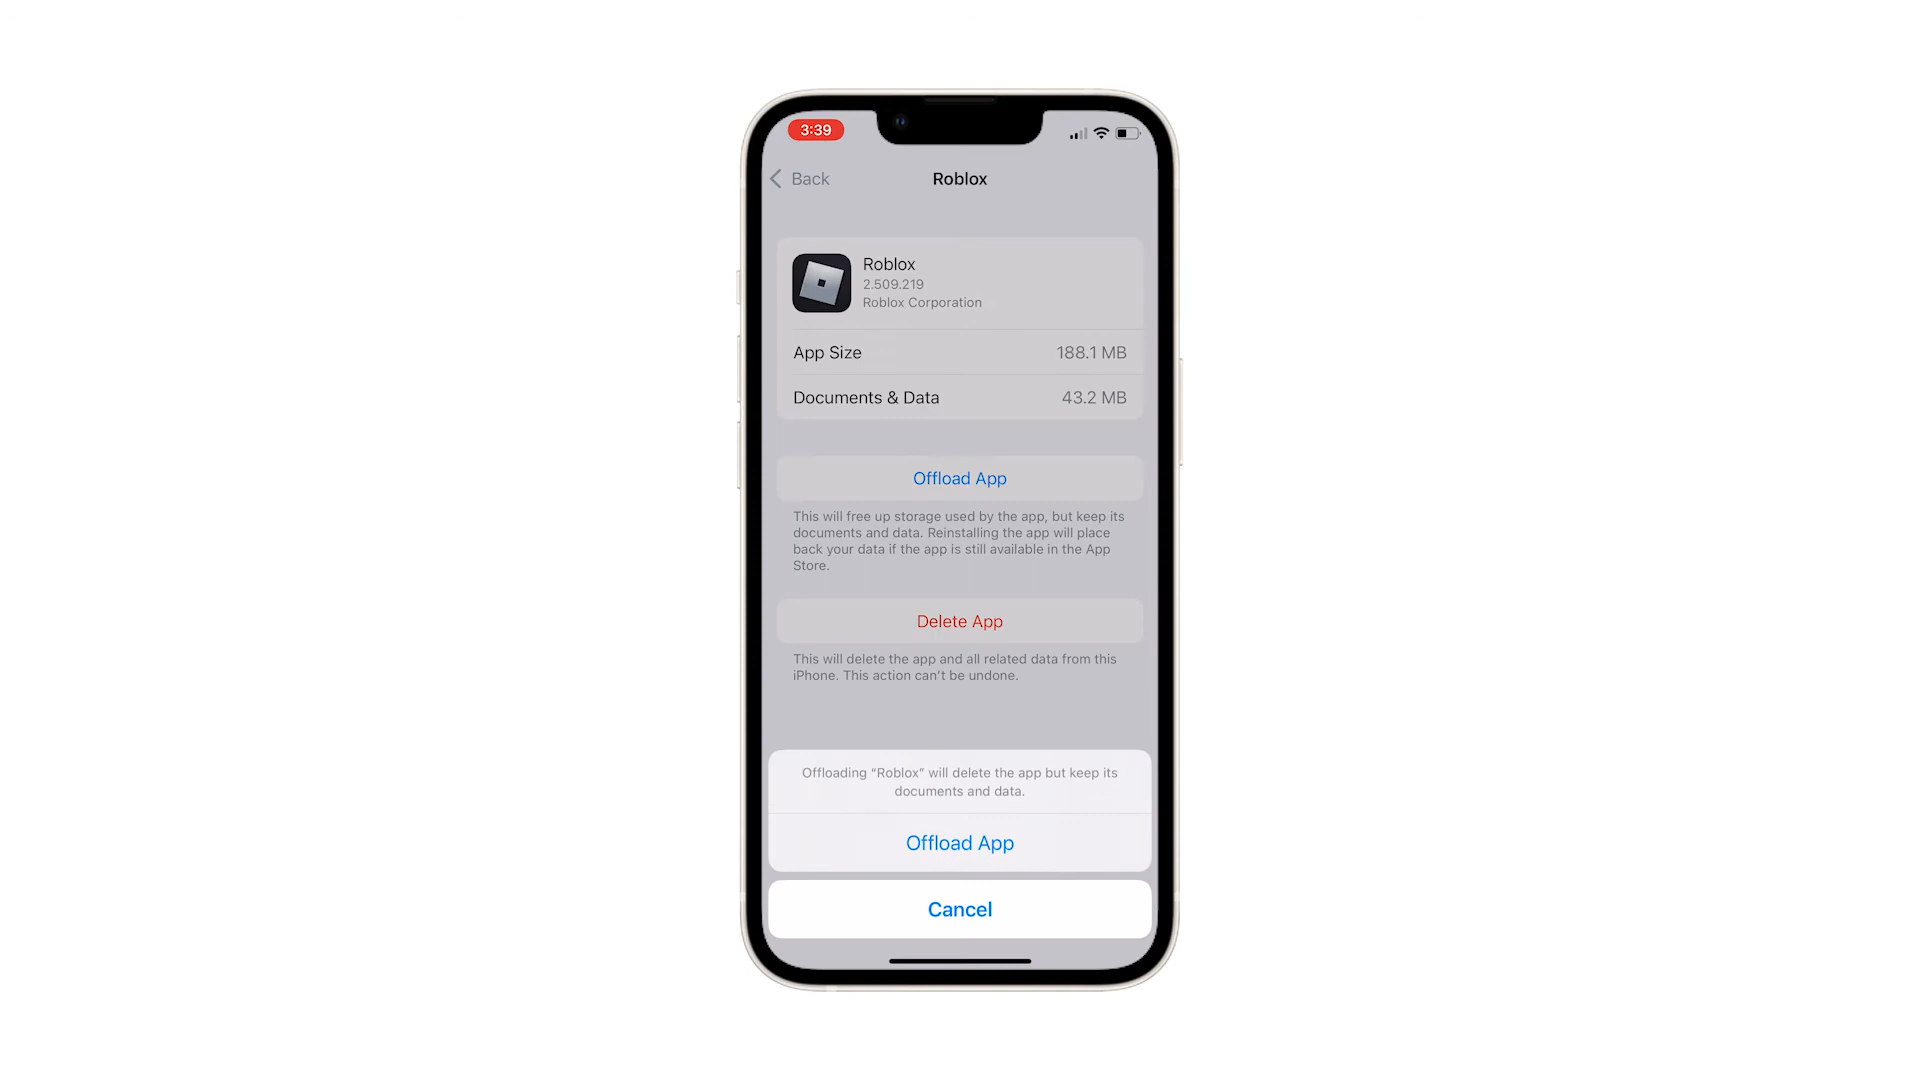 3:39
Back
Roblox
Roblox
2.509.219
Roblox Corporation
App Size 188.1 MB
Documents & Data 43.2 MB
Offload App
This will free up storage used by the app, but keep its
documents and data. Reinstalling the app will place
back your data if the app is still available in the App
Store.
Delete App
This will delete the app and all related data from this
iPhone. This action can't be undone.
Offloading “Roblox” will delete the app but keep its
documents and data.
Offload App
Cancel